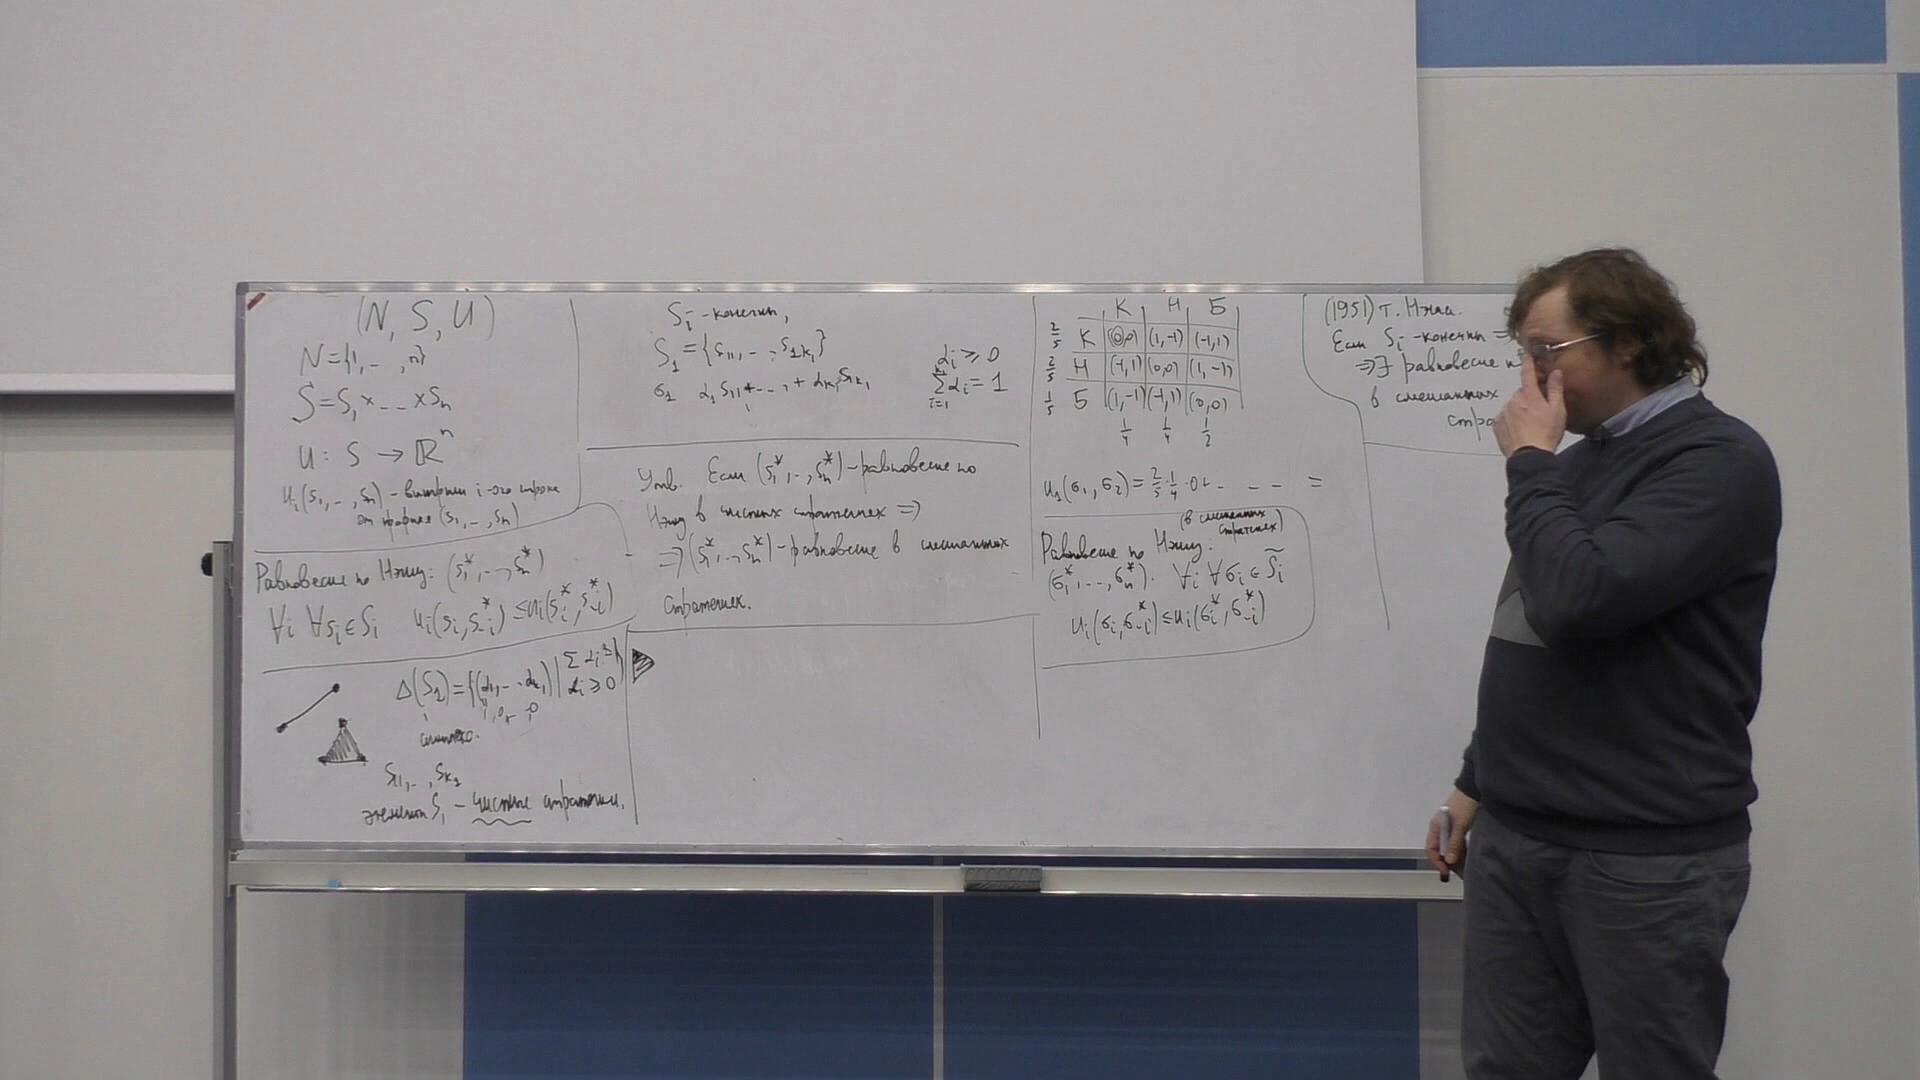 (N, S, U)
N={1,..,n}
S=S₁×...×Sₙ
U: S → ℝⁿ
uᵢ(s₁,..,sₙ) - выигрыш i-ого игрока
от профиля (s₁,..,sₙ)
Равновесие по Нэшу: (s₁*,..,sₙ*)
∀i ∀sᵢ∈Sᵢ uᵢ(sᵢ,s₋ᵢ*)≤uᵢ(sᵢ*,s₋ᵢ*)
Δ(S₁)={(α₁,..αₖ₁)| Σαᵢ=1
αᵢ≥0
симплекс.
элементы S₁ - чистые стратегии.
Sᵢ - конечны,
S₁={s₁₁,..,s₁ₖ₁}
σ₁ α₁s₁₁+...+αₖ₁s₁ₖ₁
αᵢ≥0
Σαᵢ=1
i=1
Утв. Если (s₁*,..,sₙ*)-равновесие по
Нэшу в чистых стратегиях ⇒
⇒(s₁*,..,sₙ*)-равновесие в смешанных
стратегиях.
К Н Б
2/5 К (0,0) (1,-1) (-1,1)
2/5 Н (-1,1) (0,0) (1,-1)
1/5 Б (1,-1) (-1,1) (0,0)
1/4 1/4 1/2
u₁(σ₁,σ₂)=2/5·1/4·0+- - - =
(в смешанных
стратегиях)
Равновесие по Нэшу.
(σ₁*,..,σₙ*). ∀i ∀σᵢ∈S̃ᵢ
uᵢ(σᵢ,σ₋ᵢ*)≤uᵢ(σᵢ*,σ₋ᵢ*)
(1951) т. Нэша.
Если Sᵢ - конечны ⇒
⇒∃ равновесие
в смешанных